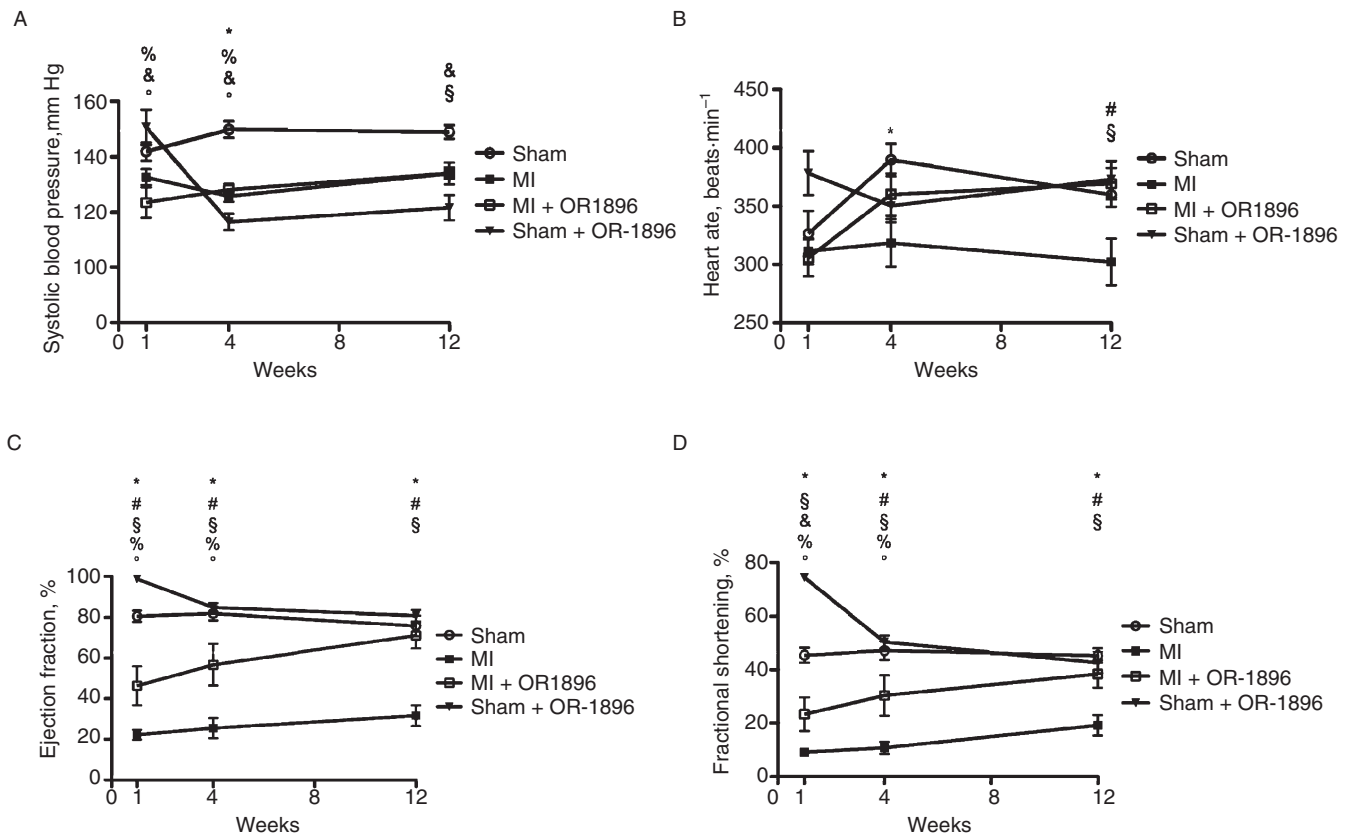 A
*
% %
& & &
° ° §
Systolic blood pressure,mm Hg
160
140
120
100
0
0 1 4 8 12
Weeks
Sham
MI
MI + OR1896
Sham + OR-1896
B
#
* §
Heart ate, beats·min⁻¹
450
400
350
300
250
0 1 4 8 12
Weeks
Sham
MI
MI + OR1896
Sham + OR-1896
C
* * *
# # #
§ § §
% %
° °
Ejection fraction, %
100
80
60
40
20
0
0 1 4 8 12
Weeks
Sham
MI
MI + OR1896
Sham + OR-1896
D
* * *
§ # #
& § §
% %
° °
Fractional shortening, %
80
60
40
20
0
0 1 4 8 12
Weeks
Sham
MI
MI + OR-1896
Sham + OR-1896